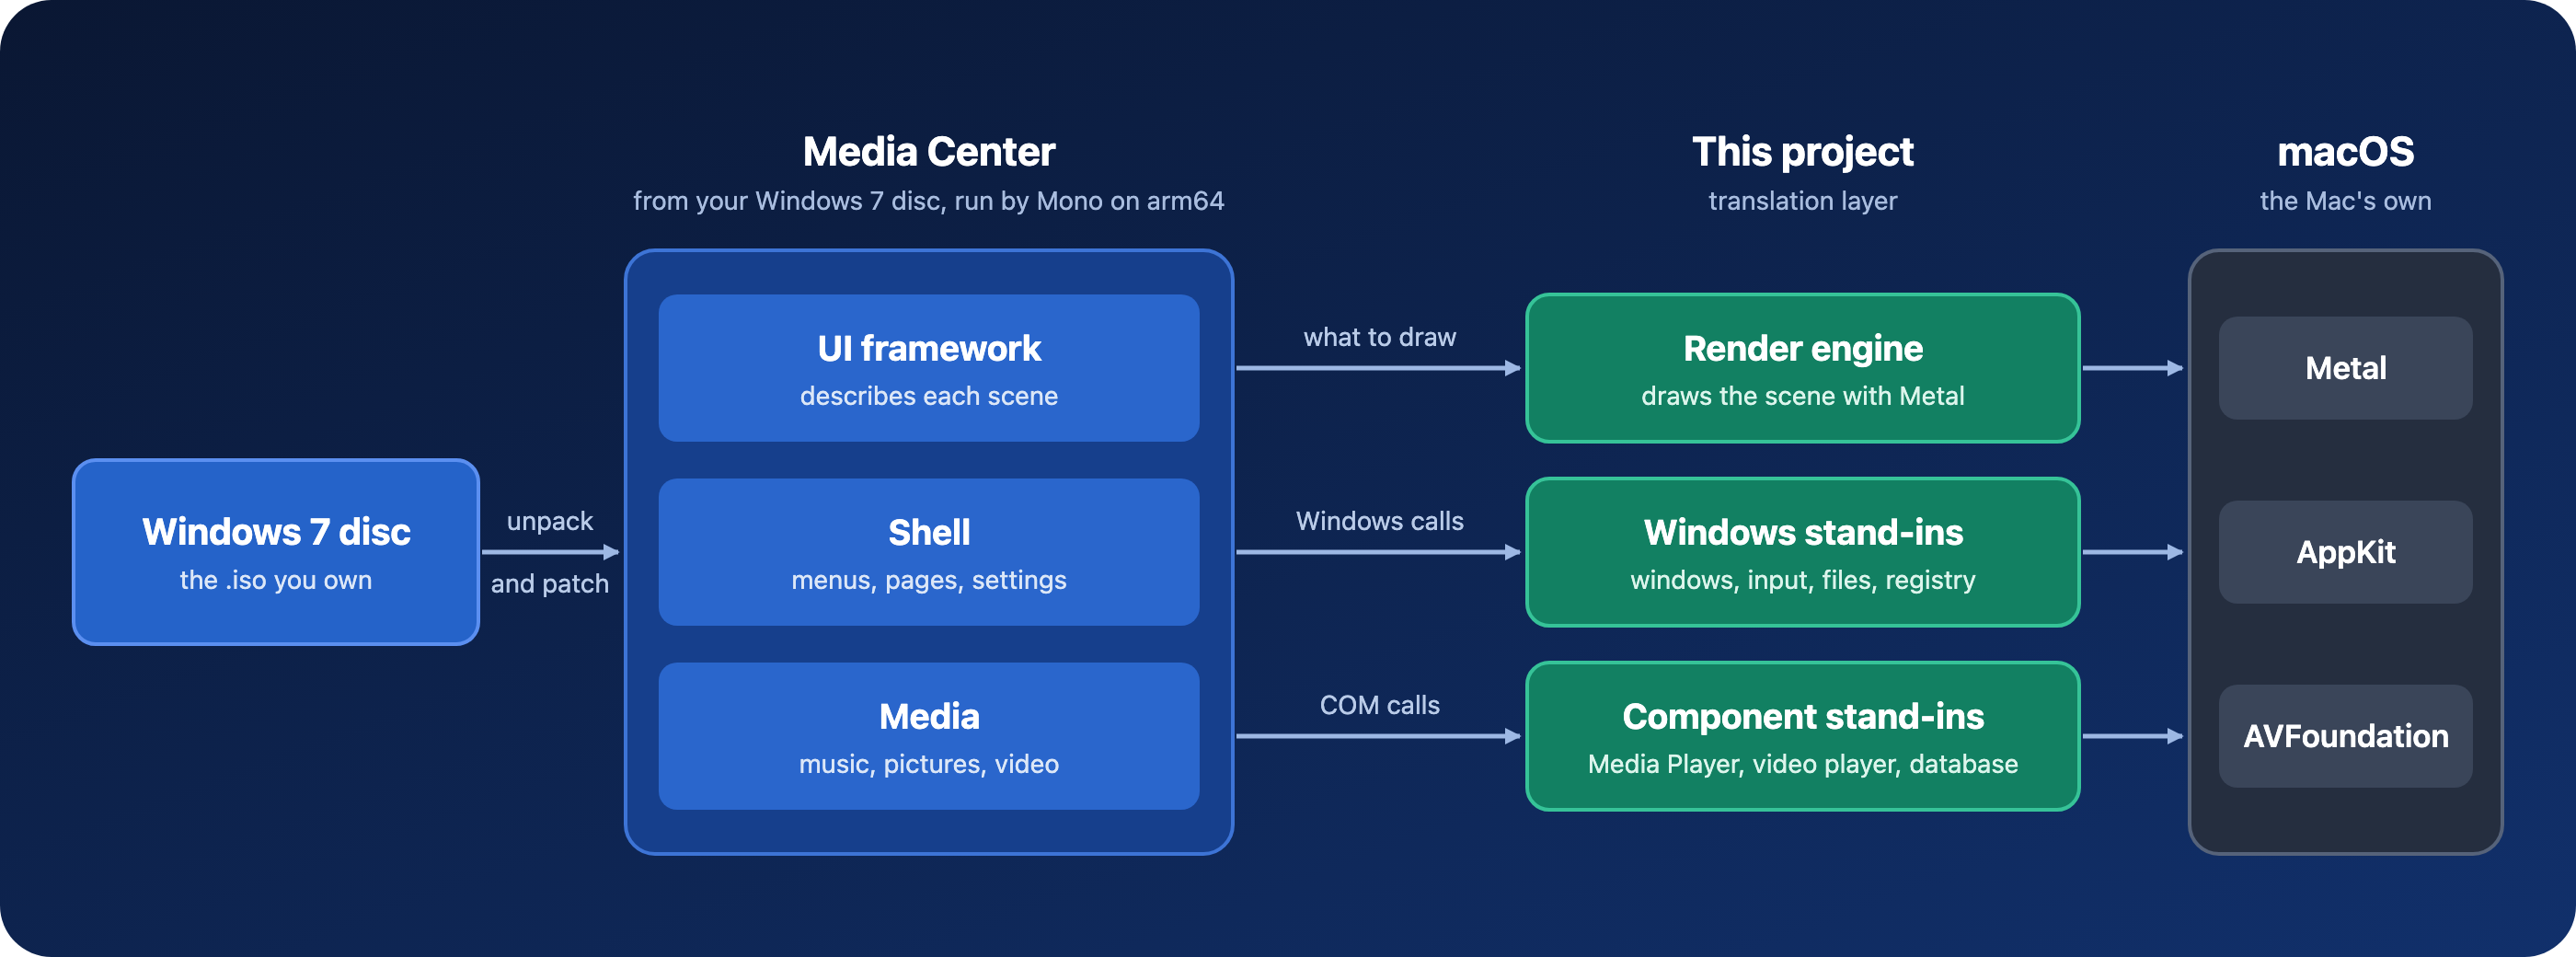 Media Center
from your Windows 7 disc, run by Mono on arm64
This project
translation layer
macOS
the Mac's own
Windows 7 disc
the .iso you own
unpack
and patch
UI framework
describes each scene
Shell
menus, pages, settings
Media
music, pictures, video
what to draw
Windows calls
COM calls
Render engine
draws the scene with Metal
Windows stand-ins
windows, input, files, registry
Component stand-ins
Media Player, video player, database
Metal
AppKit
AVFoundation